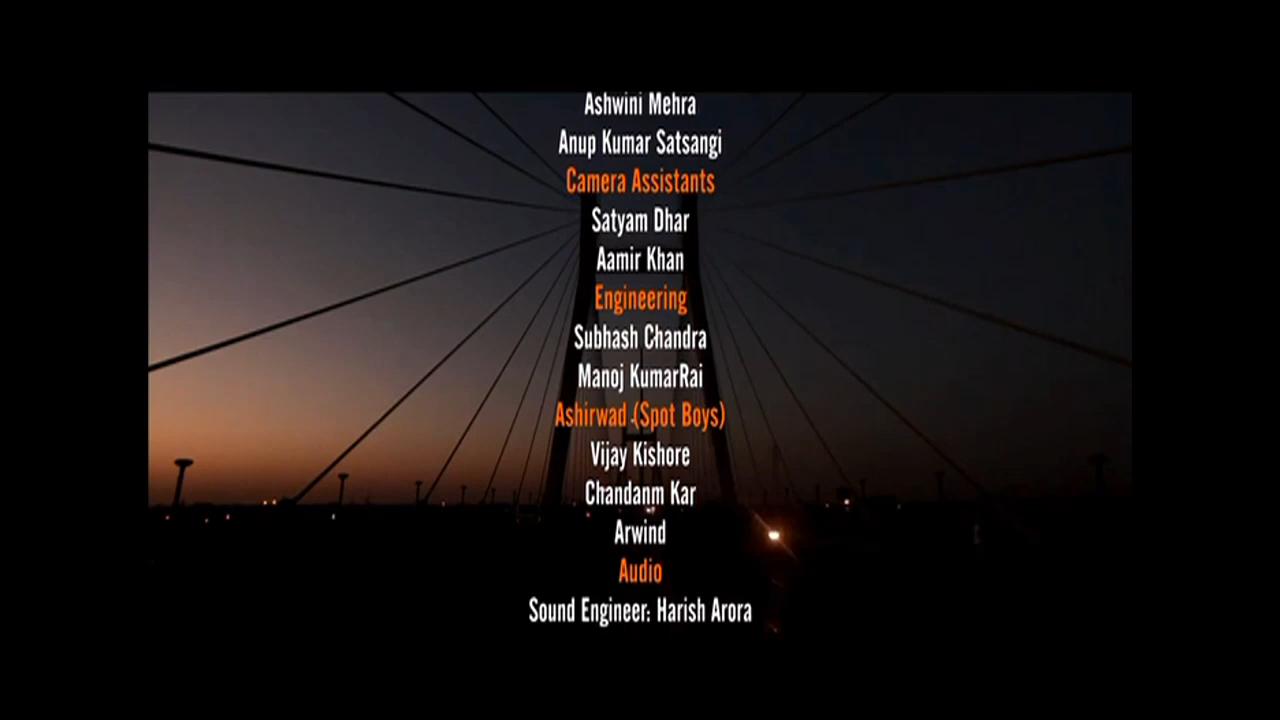 Ashwini Mehra
Anup Kumar Satsangi
Camera Assistants
Satyam Dhar
Aamir Khan
Engineering
Subhash Chandra
Manoj KumarRai
Ashirwad (Spot Boys)
Vijay Kishore
Chandanm Kar
Arwind
Audio
Sound Engineer: Harish Arora